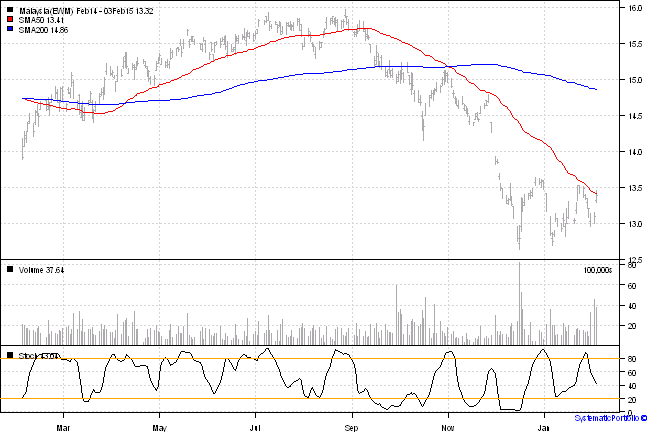 Malaysia(EWM) Feb14 - 03Feb15 13.32
SMA50 13.41
SMA200 14.86
16.0
15.5
15.0
14.5
14.0
13.5
13.0
12.5
Volume 37.64
100,000s
80
60
40
20
80
60
40
20
0
Mar May Jul Sep Nov Jan
SystematicPortfolio ©